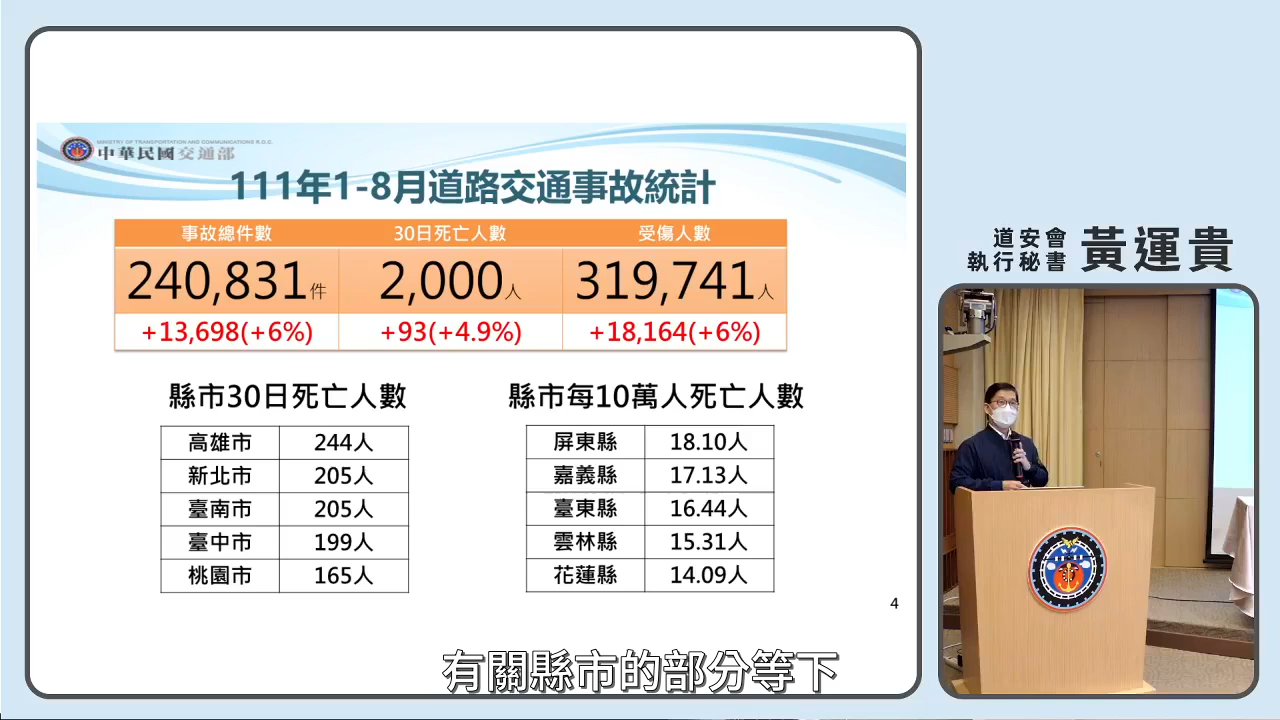 MINISTRY OF TRANSPORTATION AND COMMUNICATIONS R.O.C.
中華民國交通部
111年1-8月道路交通事故統計
事故總件數 30日死亡人數 受傷人數
240,831件 2,000人 319,741人
+13,698(+6%) +93(+4.9%) +18,164(+6%)
縣市30日死亡人數
高雄市 244人
新北市 205人
臺南市 205人
臺中市 199人
桃園市 165人
縣市每10萬人死亡人數
屏東縣 18.10人
嘉義縣 17.13人
臺東縣 16.44人
雲林縣 15.31人
花蓮縣 14.09人
4
有關縣市的部分等下
道安會
執行秘書 黃運貴